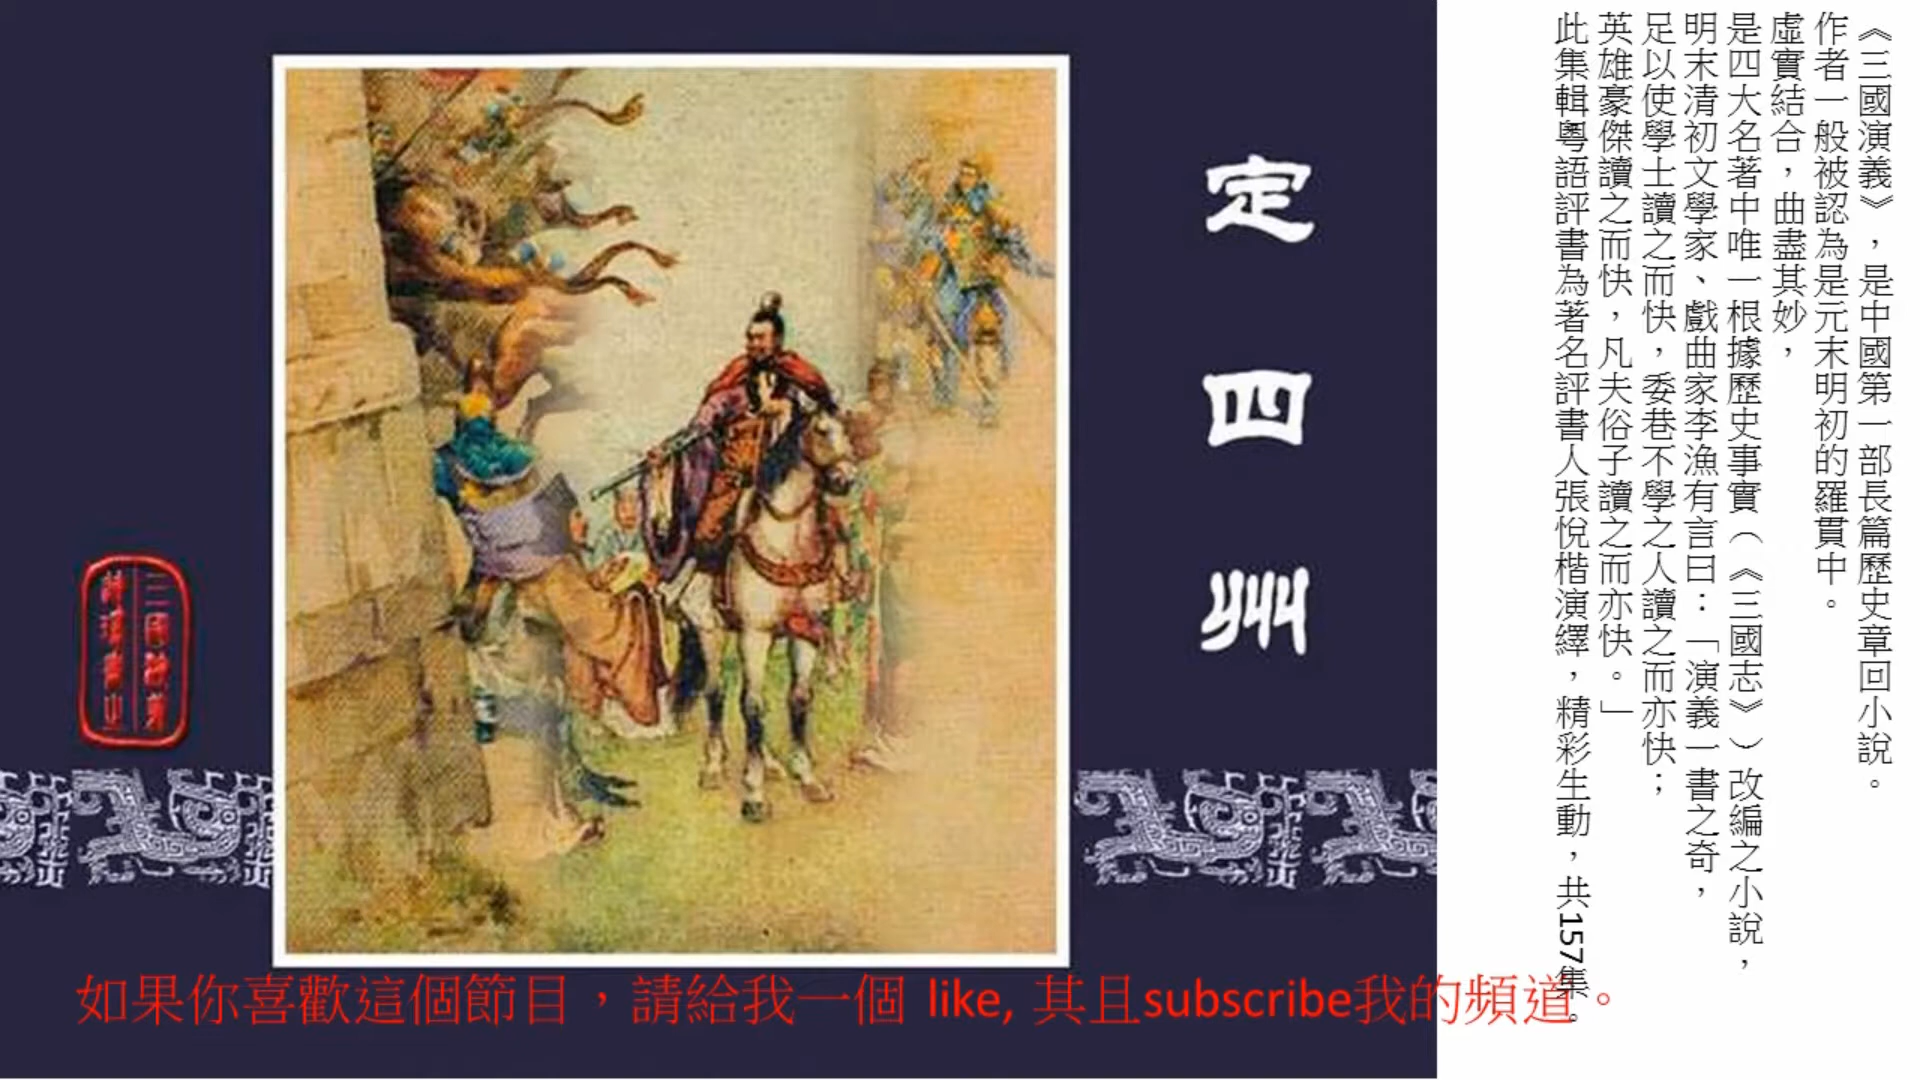 《三國演義》，是中國第一部長篇歷史章回小說。
作者一般被認為是元末明初的羅貫中。
虛實結合，曲盡其妙，
是四大名著中唯一根據歷史事實（《三國志》）改編之小說，
明末清初文學家、戲曲家李漁有言曰：「演義一書之奇，
足以使學士讀之而快，委巷不學之人讀之而亦快；
英雄豪傑讀之而快，凡夫俗子讀之而亦快。」
此集輯粵語評書為著名評書人張悅楷演繹，精彩生動，共157集。
定四州
如果你喜歡這個節目，請給我一個 like, 其且subscribe我的頻道。